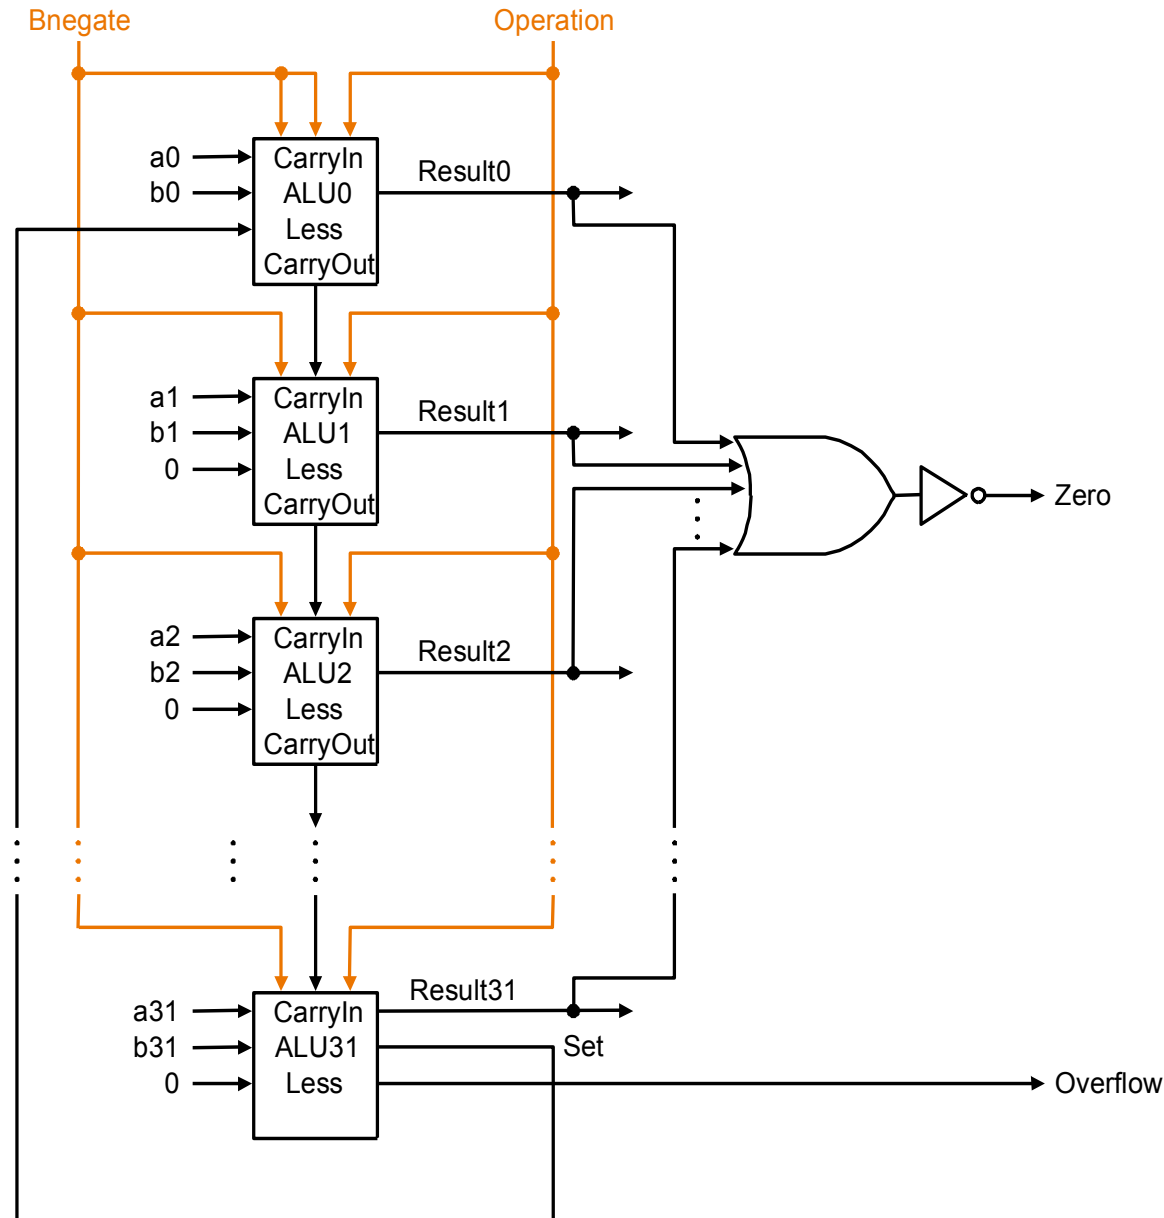 Bnegate
Operation
a0
b0
CarryIn
ALU0
Less
CarryOut
Result0
a1
b1
0
CarryIn
ALU1
Less
CarryOut
Result1
Zero
a2
b2
0
CarryIn
ALU2
Less
CarryOut
Result2
a31
b31
0
CarryIn
ALU31
Less
Result31
Set
Overflow